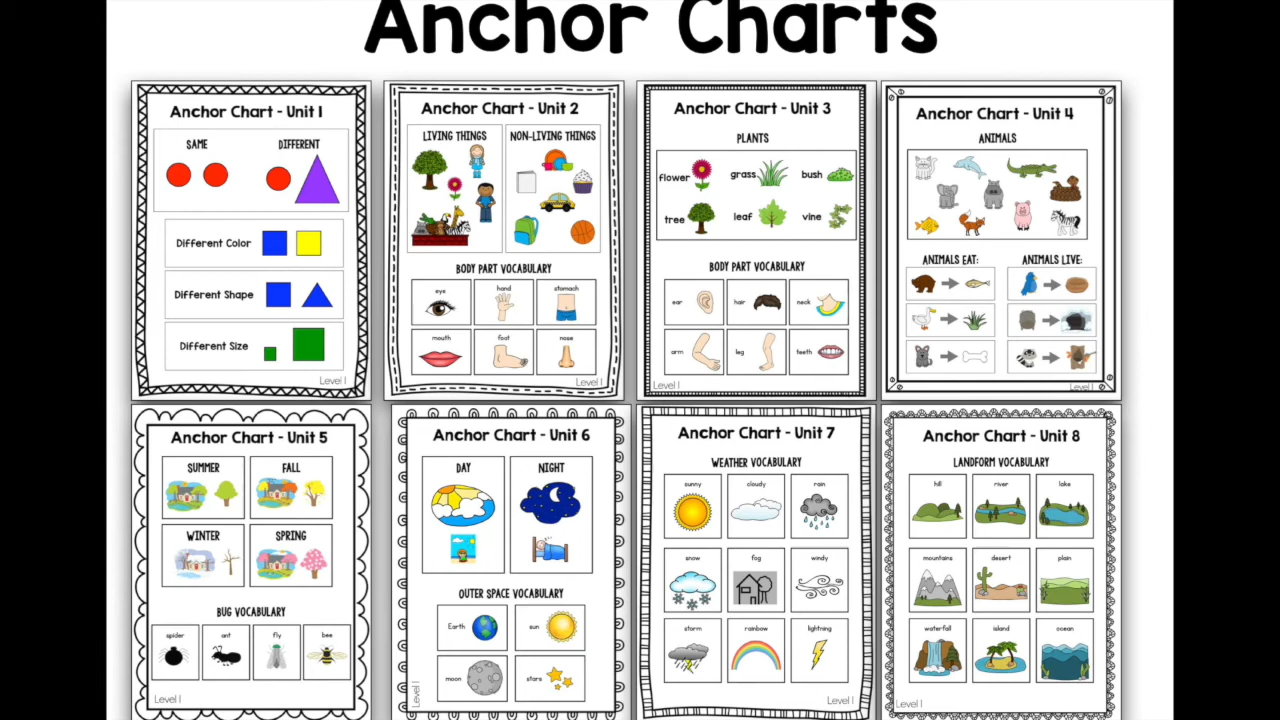 Anchor Charts
Anchor Chart - Unit 1
SAME DIFFERENT
Different Color
Different Shape
Different Size
Level 1
Anchor Chart - Unit 2
LIVING THINGS NON-LIVING THINGS
BODY PART VOCABULARY
eye hand stomach
mouth foot nose
Level 1
Anchor Chart - Unit 3
PLANTS
flower grass bush
tree leaf vine
BODY PART VOCABULARY
ear hair neck
arm leg teeth
Level 1
Anchor Chart - Unit 4
ANIMALS
ANIMALS EAT: ANIMALS LIVE:
Level 1
Anchor Chart - Unit 5
SUMMER FALL
WINTER SPRING
BUG VOCABULARY
spider ant fly bee
Level 1
Anchor Chart - Unit 6
DAY NIGHT
OUTER SPACE VOCABULARY
Earth sun
moon stars
Level 1
Anchor Chart - Unit 7
WEATHER VOCABULARY
sunny cloudy rain
snow fog windy
storm rainbow lightning
Level 1
Anchor Chart - Unit 8
LANDFORM VOCABULARY
hill river lake
mountains desert plain
waterfall island ocean
Level 1